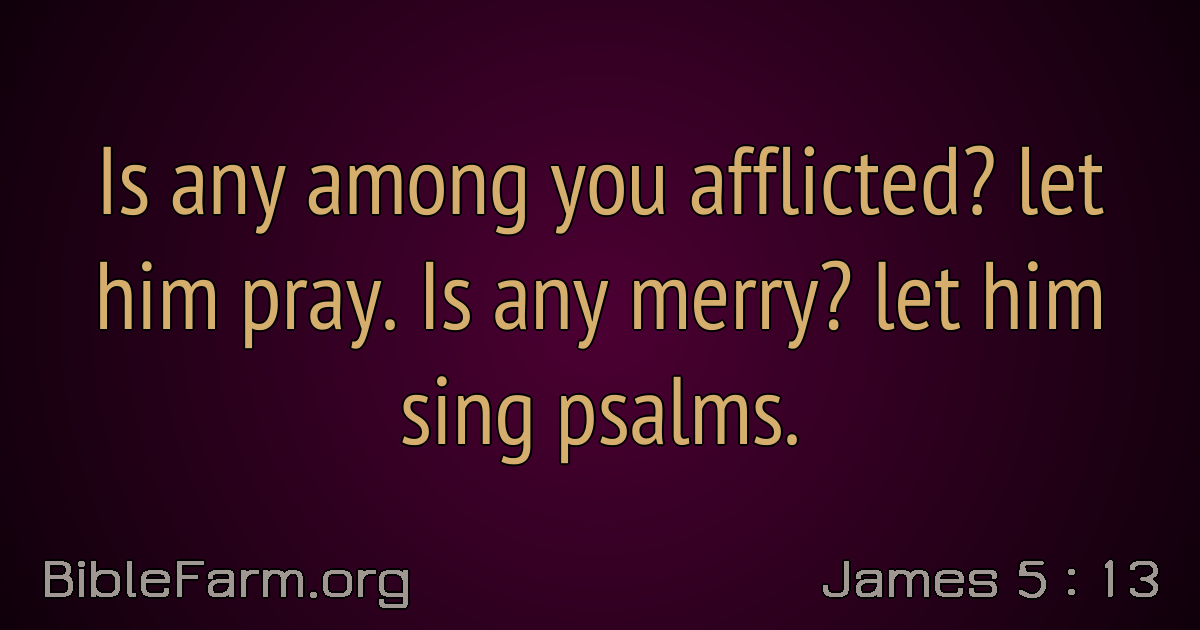 Is any among you afflicted? let
him pray. Is any merry? let him
sing psalms.
BibleFarm.org
James 5 : 13